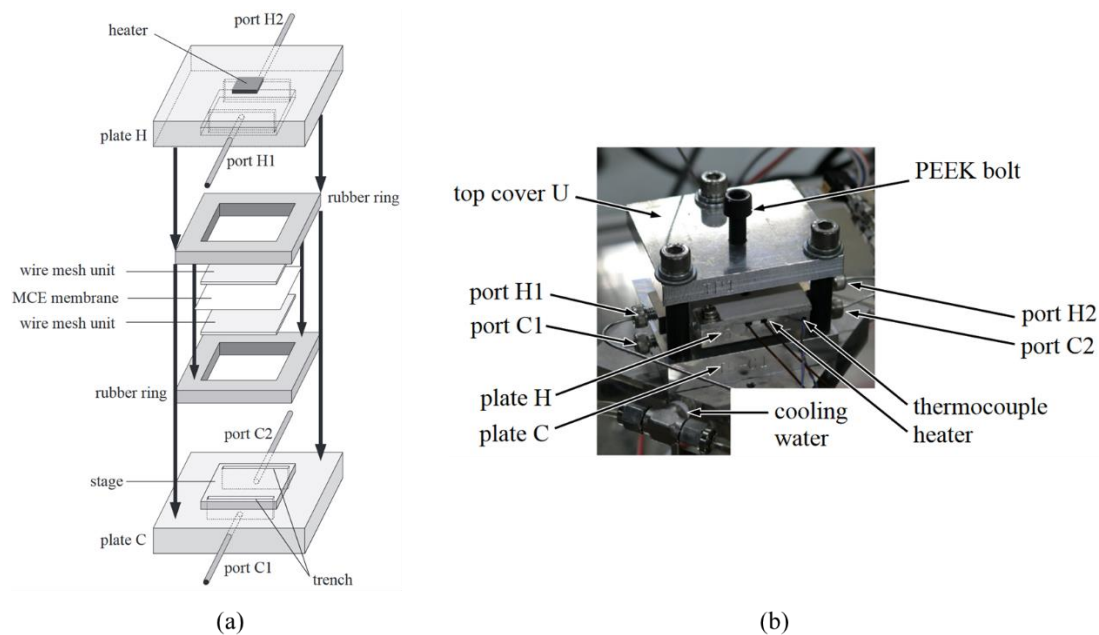 port H2
heater
plate H
port H1
rubber ring
wire mesh unit
MCE membrane
wire mesh unit
rubber ring
port C2
stage
plate C
port C1
trench
(a)
PEEK bolt
top cover U
port H1
port C1
port H2
port C2
plate H
plate C
cooling
water
thermocouple
heater
(b)